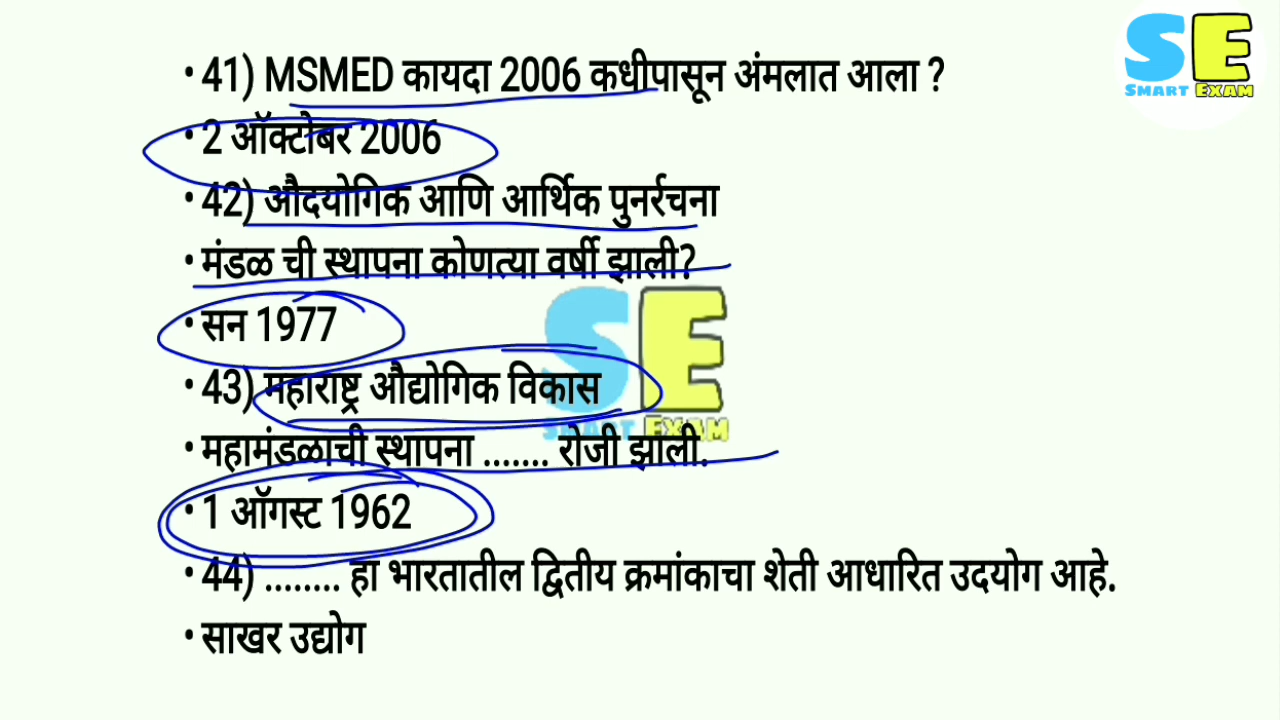 SE
SMART EXAM
• 41) MSMED कायदा 2006 कधीपासून अंमलात आला ?
• 2 ऑक्टोबर 2006
• 42) औदयोगिक आणि आर्थिक पुनर्रचना
• मंडळ ची स्थापना कोणत्या वर्षी झाली?
• सन 1977
• 43) महाराष्ट्र औद्योगिक विकास
• महामंडळाची स्थापना ....... रोजी झाली.
• 1 ऑगस्ट 1962
• 44) ........ हा भारतातील द्वितीय क्रमांकाचा शेती आधारित उदयोग आहे.
• साखर उद्योग
SE
SMART EXAM